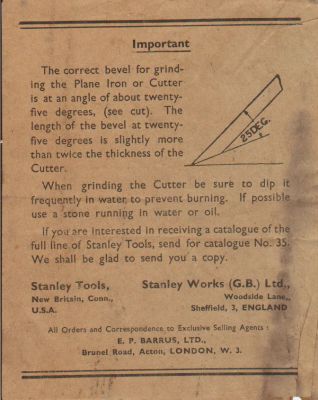 Important
The correct bevel for grind-
ing the Plane Iron or Cutter
is at an angle of about twenty-
five degrees, (see cut). The
length of the bevel at twenty-
five degrees is slightly more
than twice the thickness of the
Cutter.
25DEG.
When grinding the Cutter be sure to dip it
frequently in water to prevent burning. If possible
use a stone running in water or oil.
If you are interested in receiving a catalogue of the
full line of Stanley Tools, send for catalogue No. 35.
We shall be glad to send you a copy.
Stanley Tools,
New Britain, Conn.,
U.S.A.
Stanley Works (G.B.) Ltd.,
Woodside Lane,
Sheffield, 3, ENGLAND
All Orders and Correspondence to Exclusive Selling Agents :
E. P. BARRUS, LTD.,
Brunel Road, Acton, LONDON, W. 3.